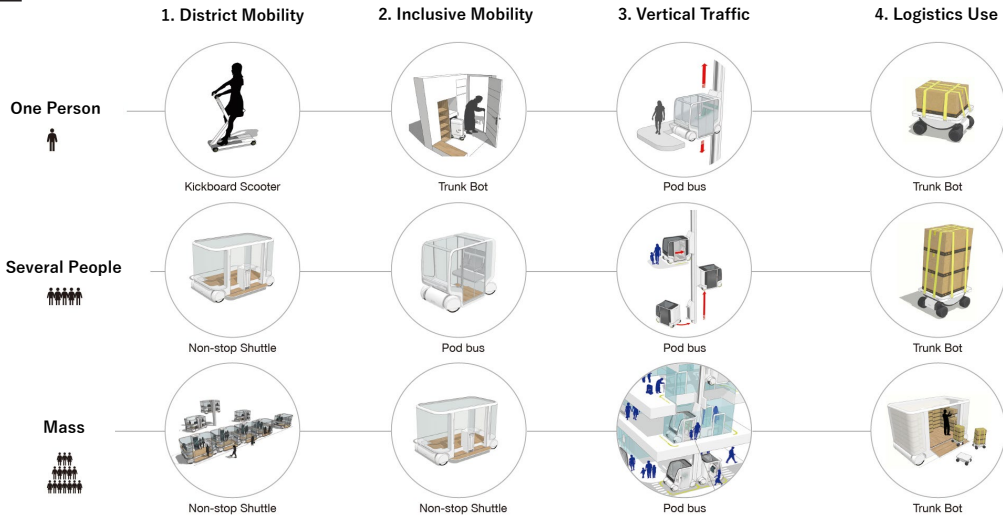 1. District Mobility
2. Inclusive Mobility
3. Vertical Traffic
4. Logistics Use
One Person
Kickboard Scooter
Trunk Bot
Pod bus
Trunk Bot
Several People
Non-stop Shuttle
Pod bus
Pod bus
Trunk Bot
Mass
Non-stop Shuttle
Non-stop Shuttle
Pod bus
Trunk Bot